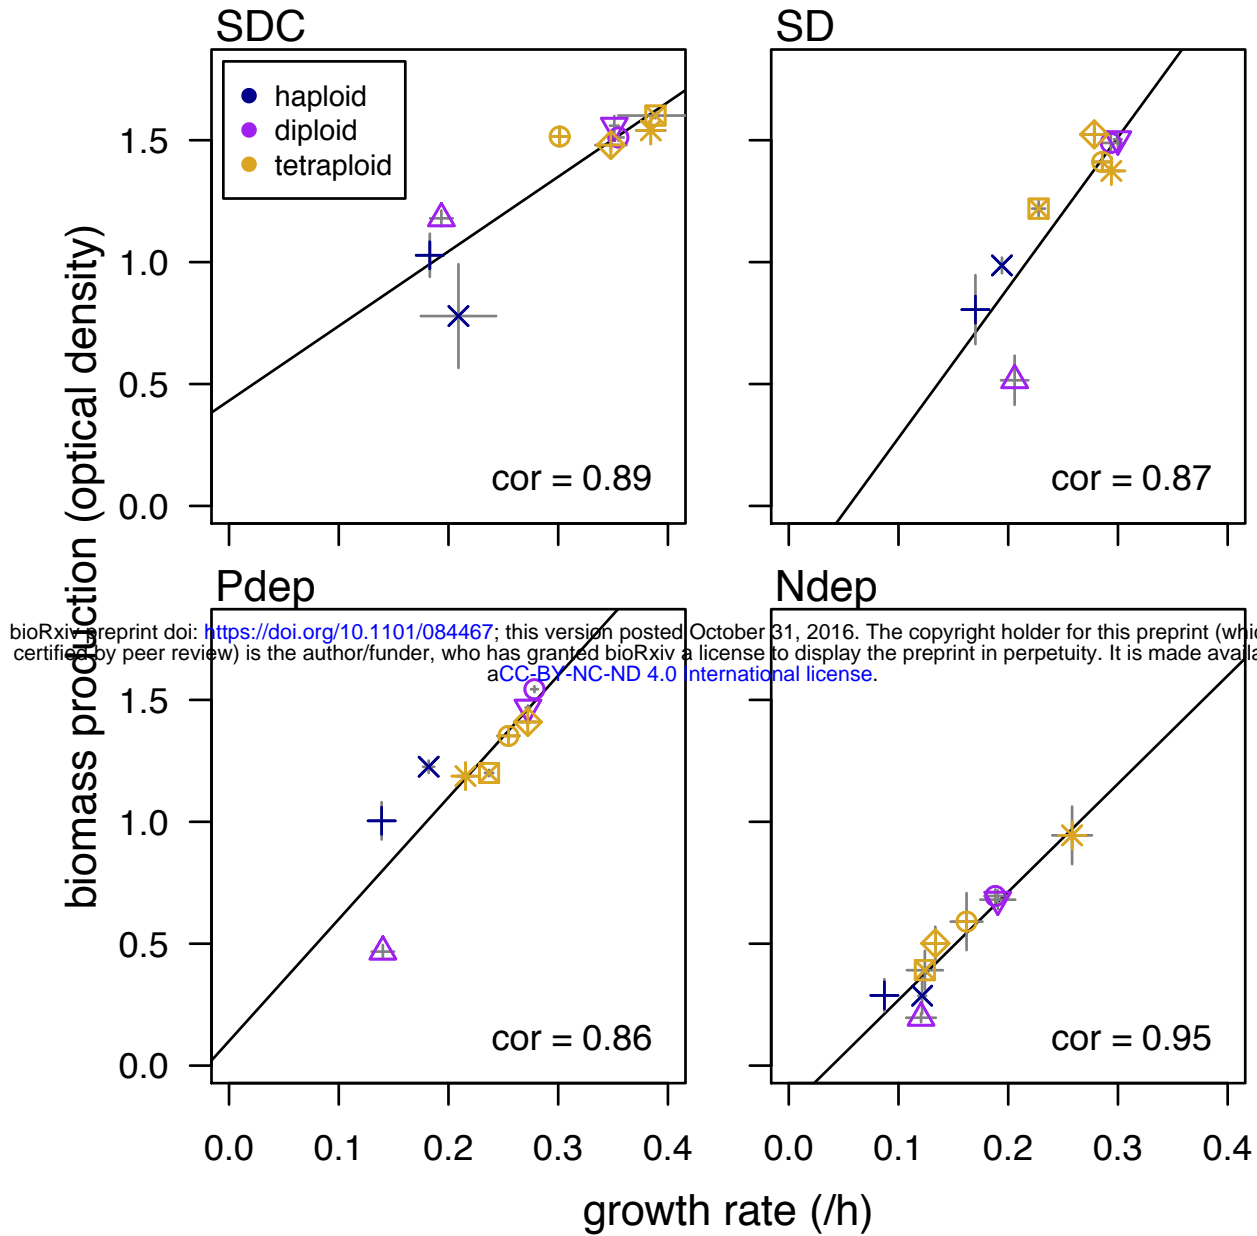 SDC
SD
haploid
diploid
tetraploid
1.5
1.0
0.5
0.0
cor = 0.89
cor = 0.87
biomass production (optical density)
Pdep
Ndep
bioRxiv preprint doi: https://doi.org/10.1101/084467; this version posted October 31, 2016. The copyright holder for this preprint (whic
certified by peer review) is the author/funder, who has granted bioRxiv a license to display the preprint in perpetuity. It is made availa
aCC-BY-NC-ND 4.0 International license.
1.5
1.0
0.5
0.0
cor = 0.86
cor = 0.95
0.0 0.1 0.2 0.3 0.4 0.0 0.1 0.2 0.3 0.4
growth rate (/h)